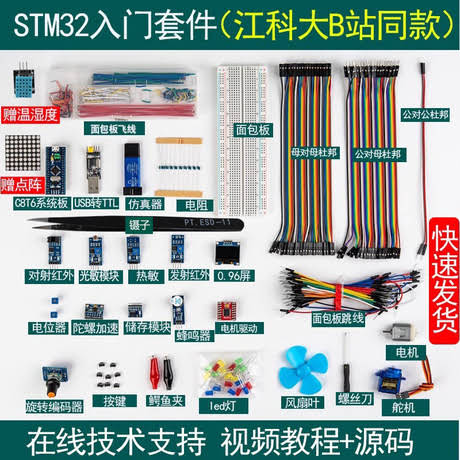 STM32入门套件(江科大B站同款)
赠温湿度
面包板飞线
面包板
母对母杜邦
公对母杜邦
公对公杜邦
赠点阵
C8T6系统板
USB转TTL
仿真器
电阻
镊子
PT.ESD-11
对射红外
光敏模块
热敏
发射红外
0.96屏
快速发货
面包板跳线
电位器
陀螺加速
储存模块
蜂鸣器
电机驱动
电机
旋转编码器
按键
鳄鱼夹
led灯
风扇叶
螺丝刀
舵机
在线技术支持 视频教程+源码